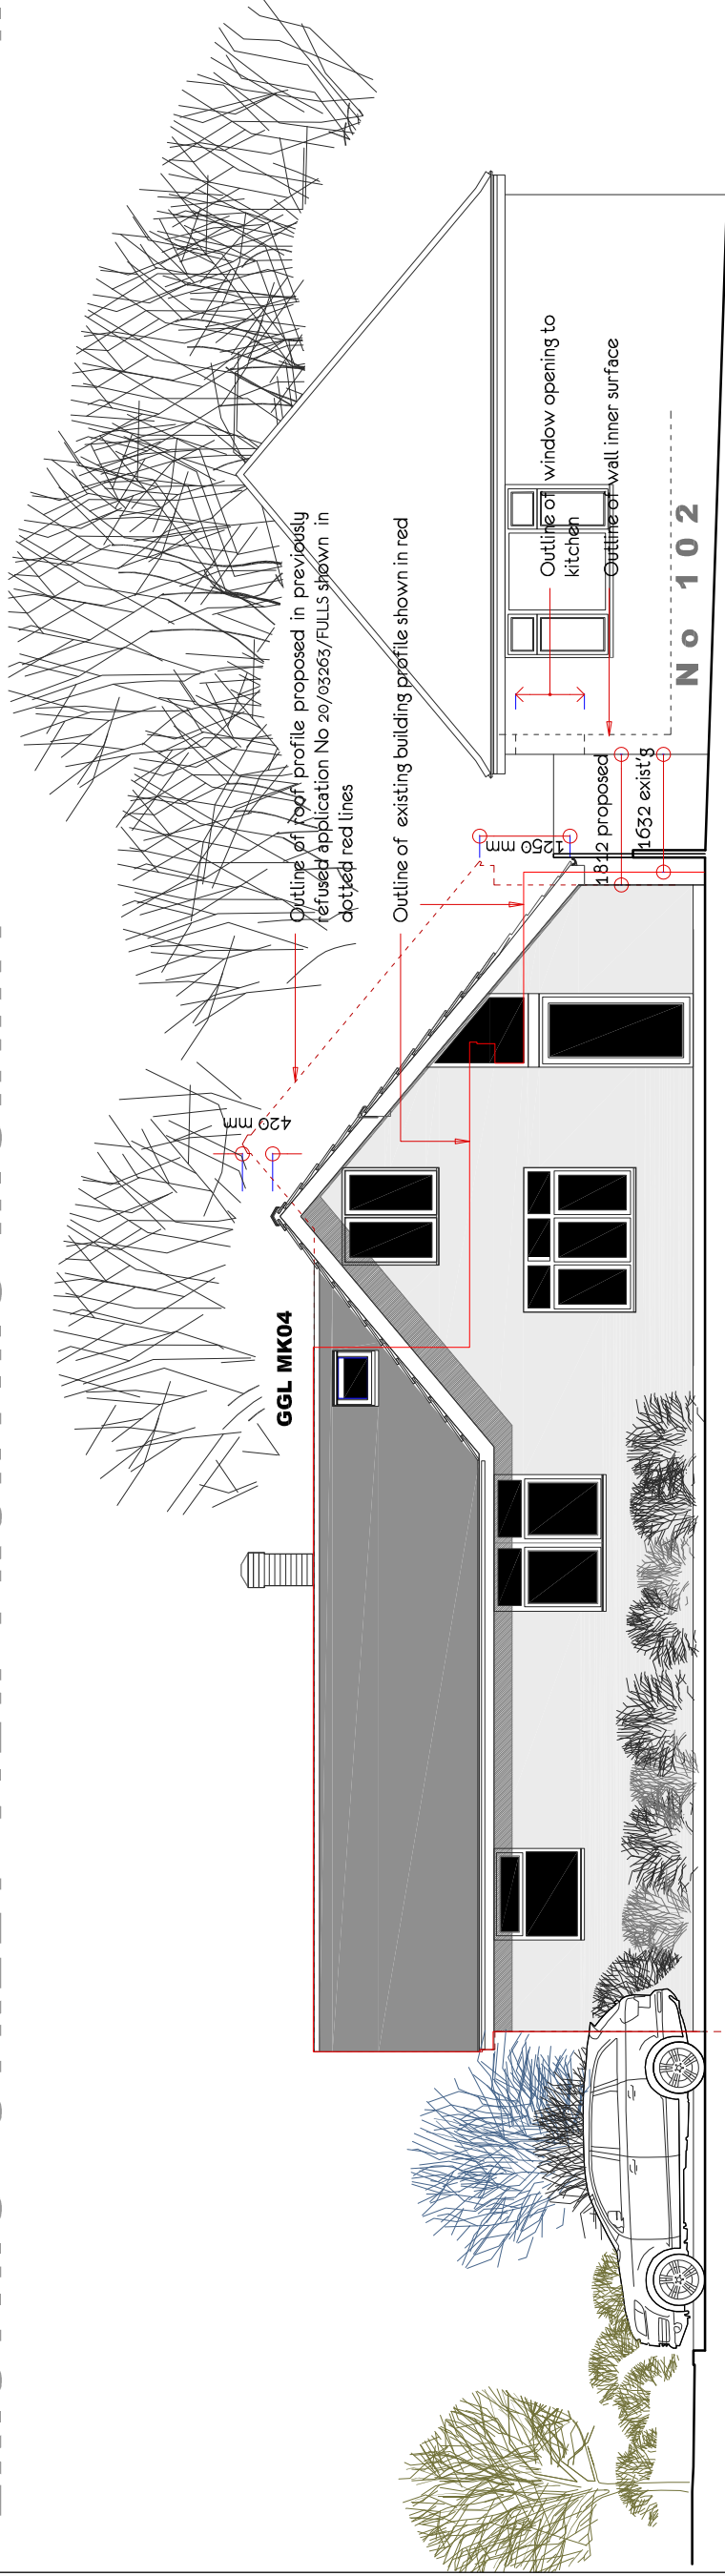 GGL MK04
420 mm
Outline of roof profile proposed in previously
refused application No 20/03263/FULLS shown in
dotted red lines
Outline of existing building profile shown in red
1250 mm
1812 proposed
1632 exist'g
Outline of window opening to
kitchen
Outline of wall inner surface
No 102